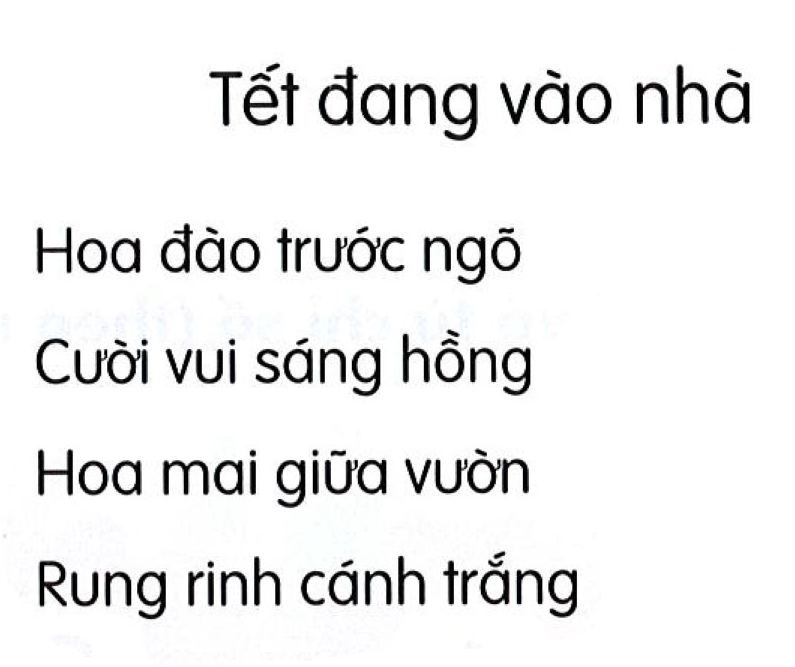 Tết đang vào nhà
Hoa đào trước ngõ
Cười vui sáng hồng
Hoa mai giữa vườn
Rung rinh cánh trắng